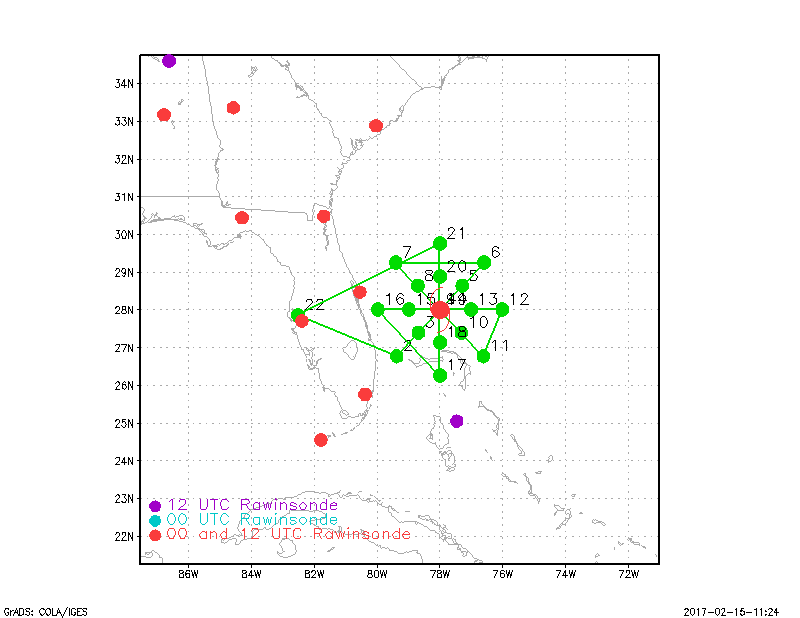 34N
33N
32N
31N
30N
29N
28N
27N
26N
25N
24N
23N
22N
21
7
6
20
8
5
22
16
15
13
12
3
10
18
2
11
17
12 UTC Rawinsonde
00 UTC Rawinsonde
00 and 12 UTC Rawinsonde
86W 84W 82W 80W 78W 76W 74W 72W
GrADS: COLA/IGES
2017-02-15-11:24